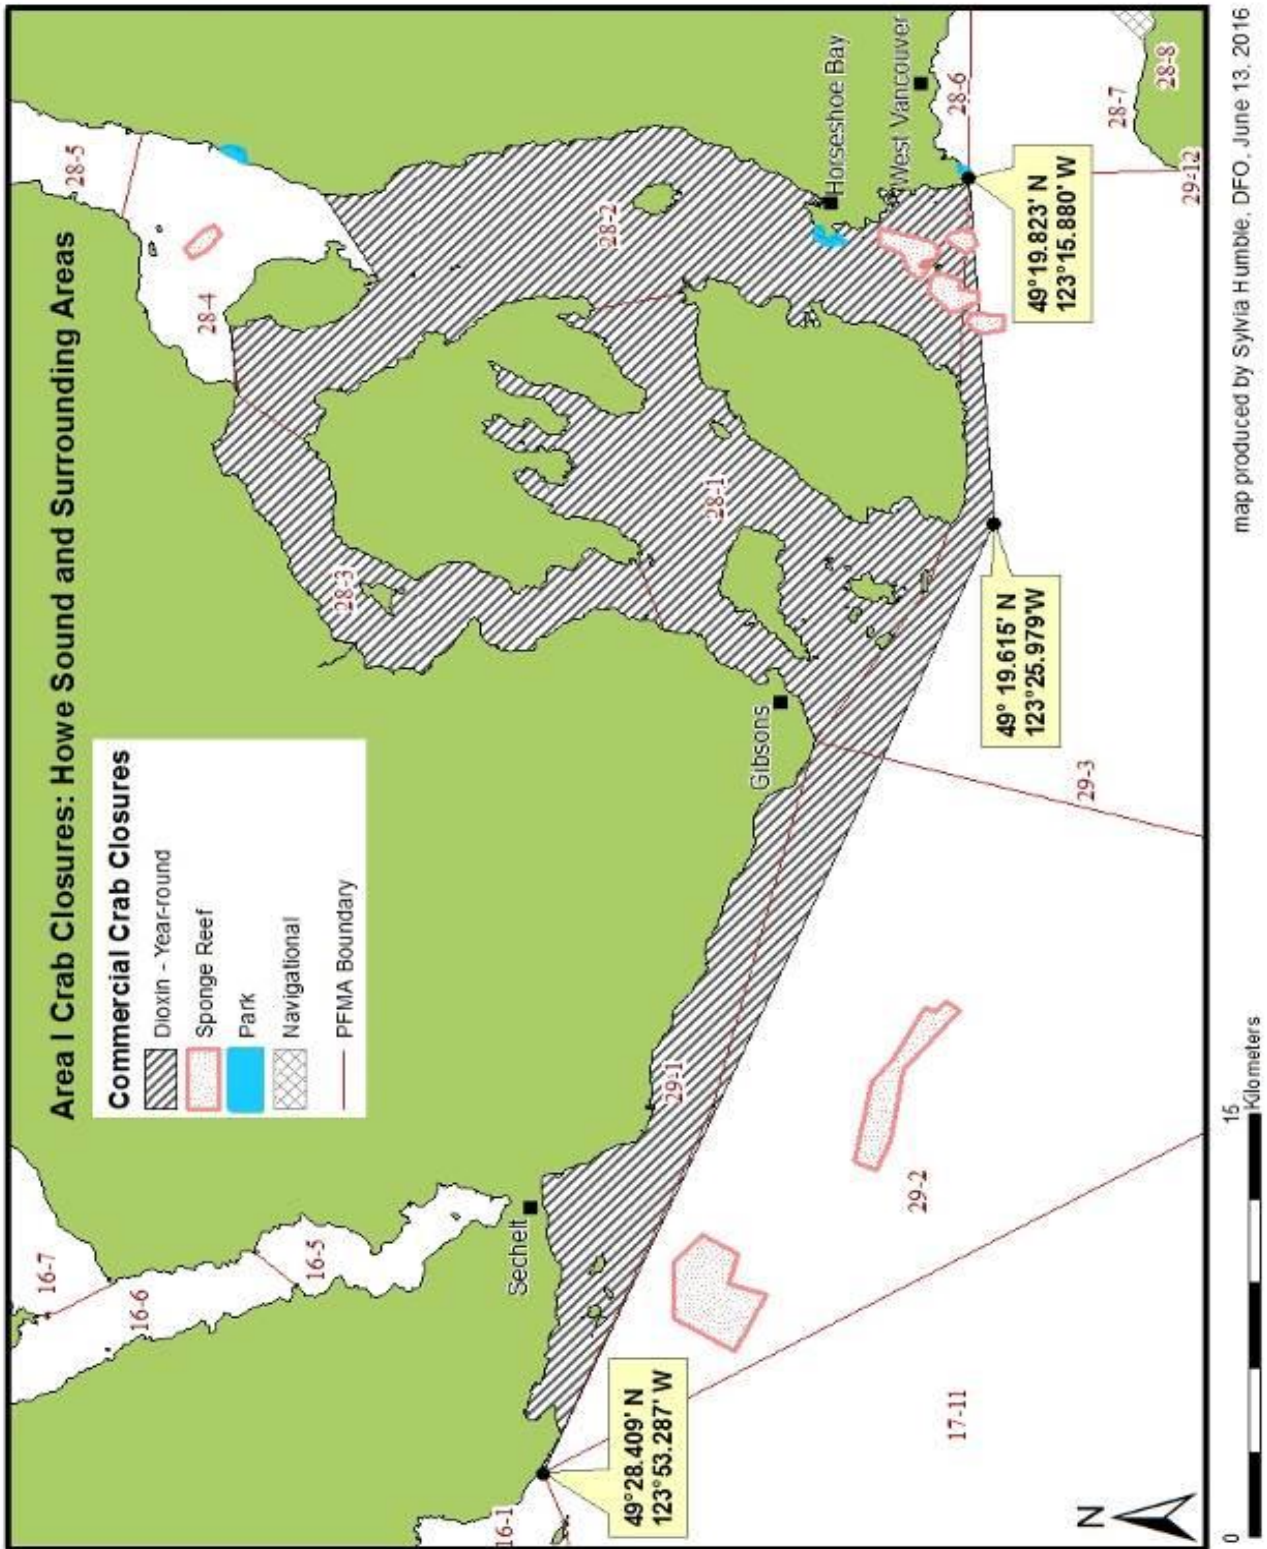 Area I Crab Closures: Howe Sound and Surrounding Areas
Commercial Crab Closures
Dioxin - Year-round
Sponge Reef
Park
Navigational
PFMA Boundary
16-7
16-6
16-5
16-1
28-5
28-4
28-3
28-2
28-1
Sechelt
Gibsons
Horseshoe Bay
West Vancouver
28-6
28-7
28-8
29-12
29-1
29-2
29-3
17-11
49°28.409' N
123°53.287' W
49° 19.615' N
123°25.979'W
49°19.823' N
123°15.880' W
N
0
15
Kilometers
map produced by Sylvia Humble, DFO, June 13, 2016